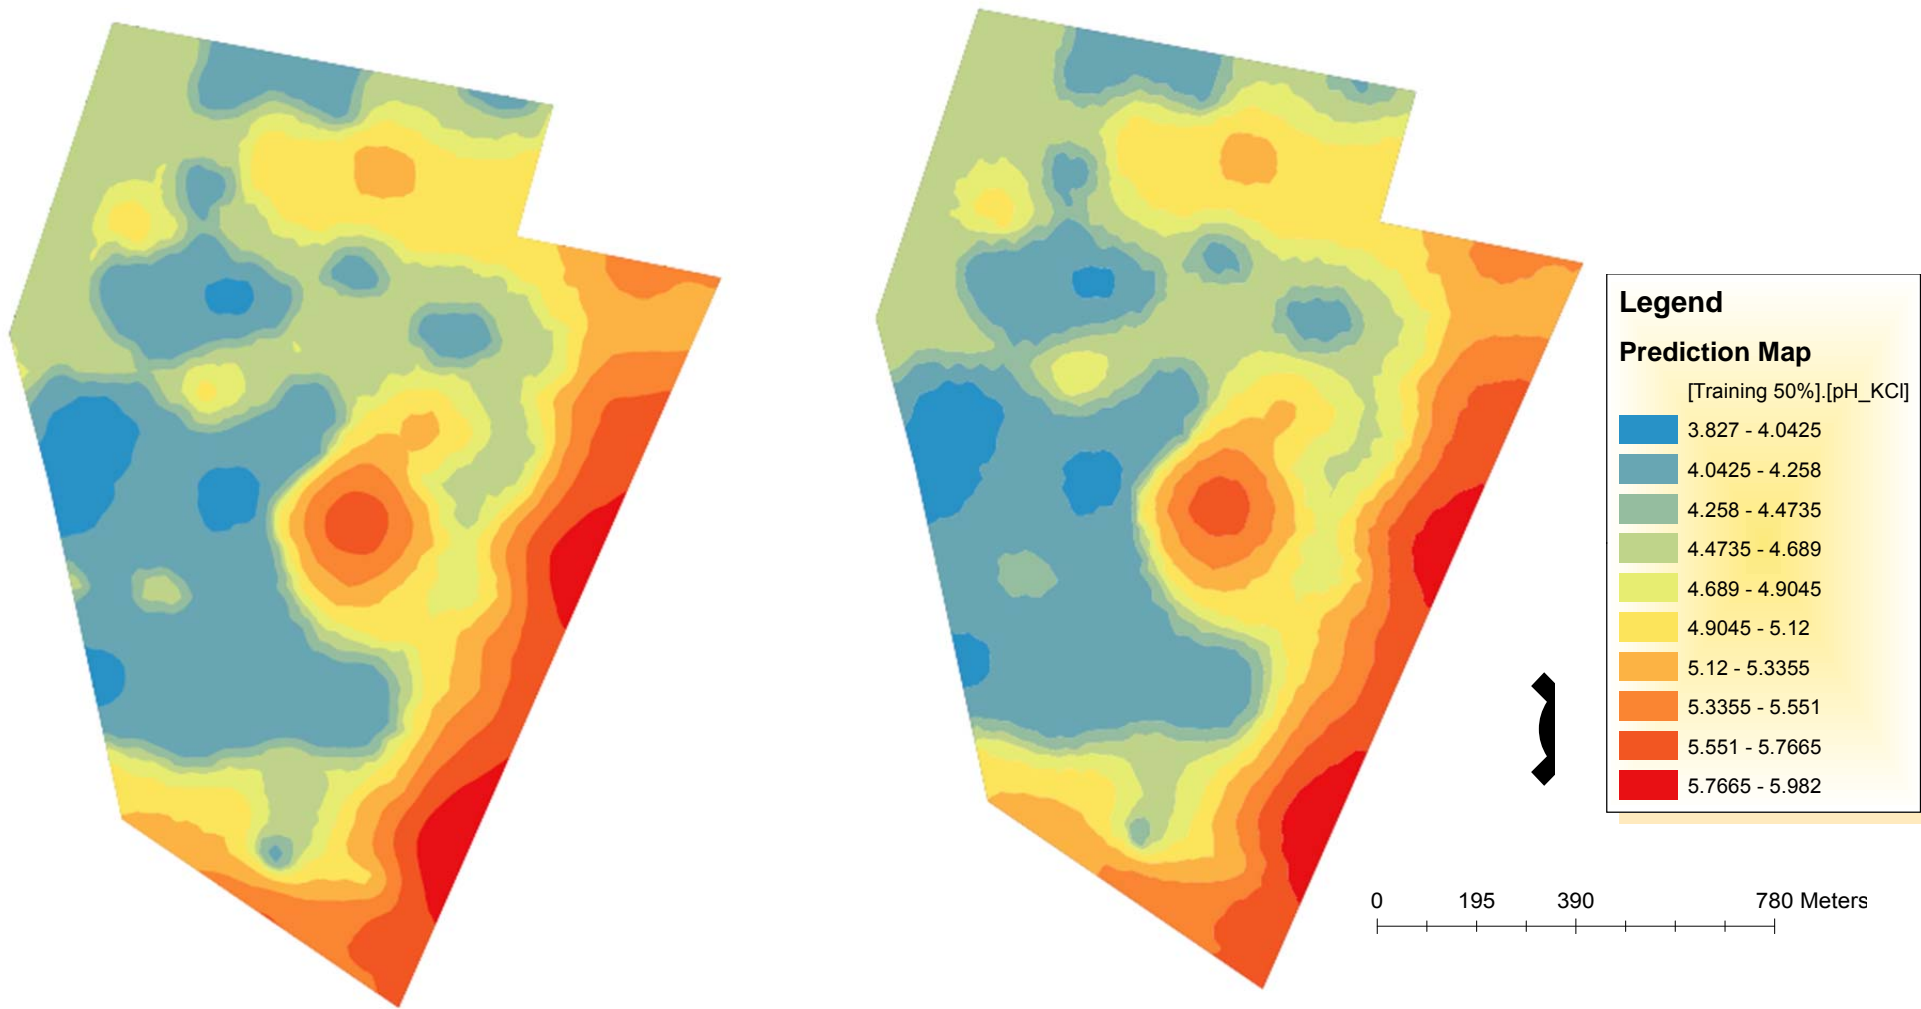 Legend
Prediction Map
[Training 50%].[pH_KCl]
3.827 - 4.0425
4.0425 - 4.258
4.258 - 4.4735
4.4735 - 4.689
4.689 - 4.9045
4.9045 - 5.12
5.12 - 5.3355
5.3355 - 5.551
5.551 - 5.7665
5.7665 - 5.982
0 195 390 780 Meters